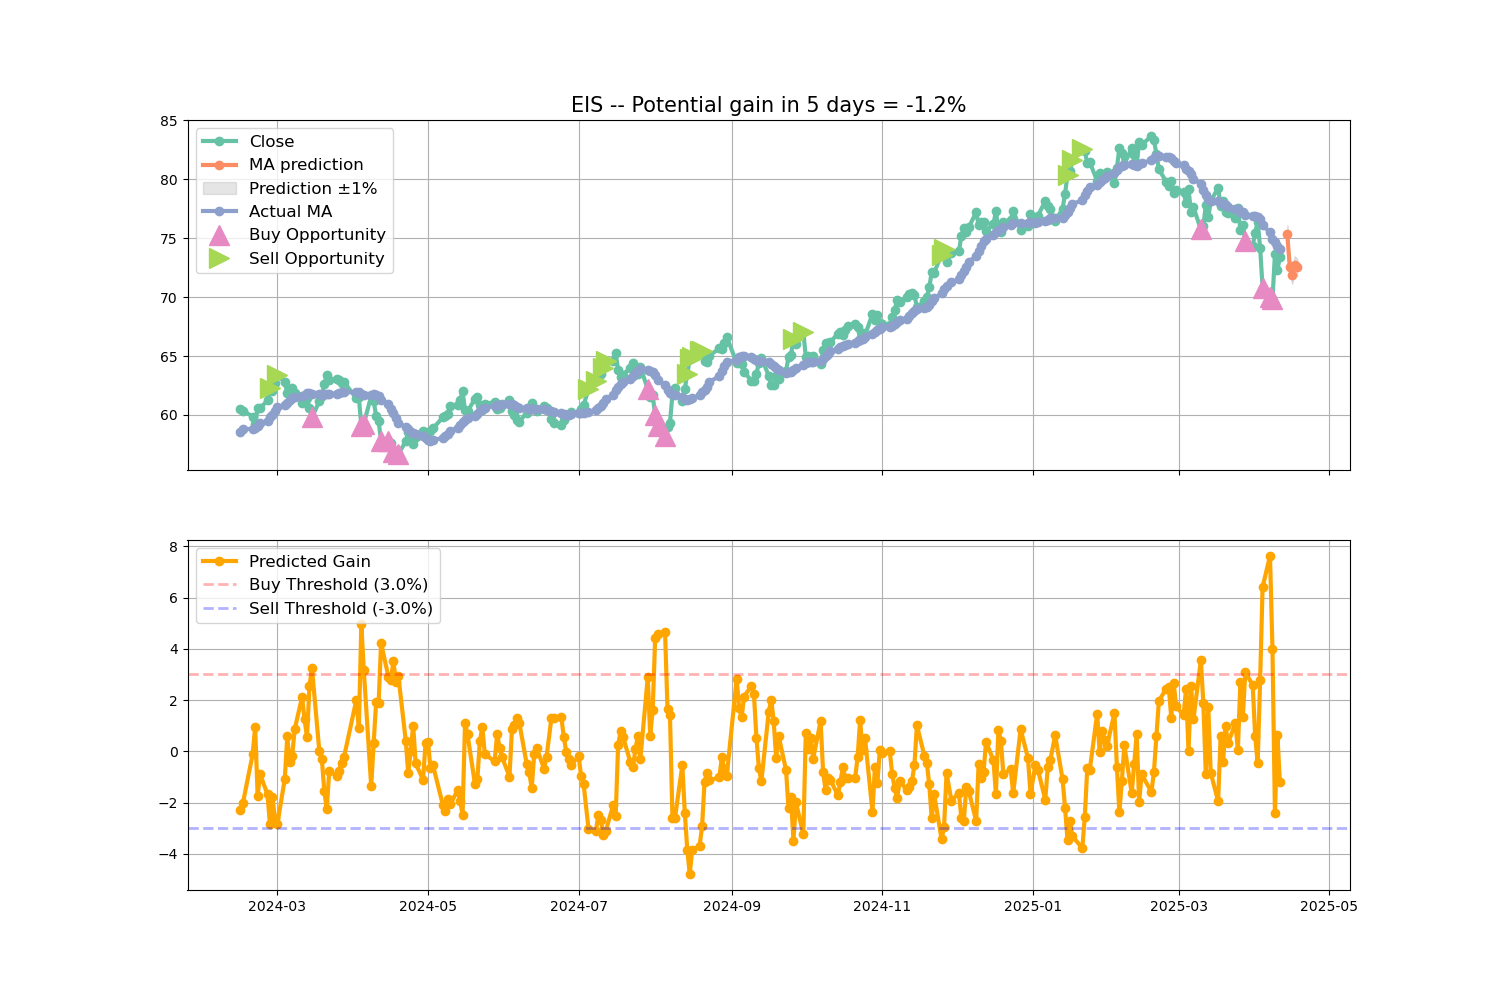 EIS -- Potential gain in 5 days = -1.2%
85
80
75
70
65
60
Close
MA prediction
Prediction ±1%
Actual MA
Buy Opportunity
Sell Opportunity
8
6
4
2
0
−2
−4
Predicted Gain
Buy Threshold (3.0%)
Sell Threshold (-3.0%)
2024-03
2024-05
2024-07
2024-09
2024-11
2025-01
2025-03
2025-05